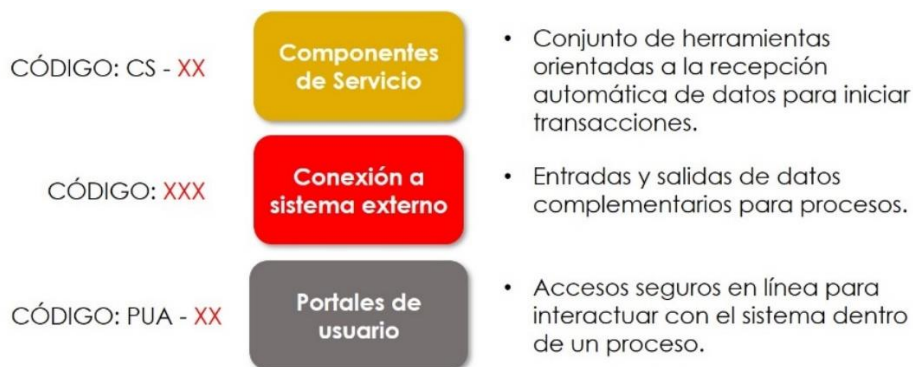 CÓDIGO: CS - XX
Componentes
de Servicio
• Conjunto de herramientas
orientadas a la recepción
automática de datos para iniciar
transacciones.
CÓDIGO: XXX
Conexión a
sistema externo
• Entradas y salidas de datos
complementarios para procesos.
CÓDIGO: PUA - XX
Portales de
usuario
• Accesos seguros en línea para
interactuar con el sistema dentro
de un proceso.